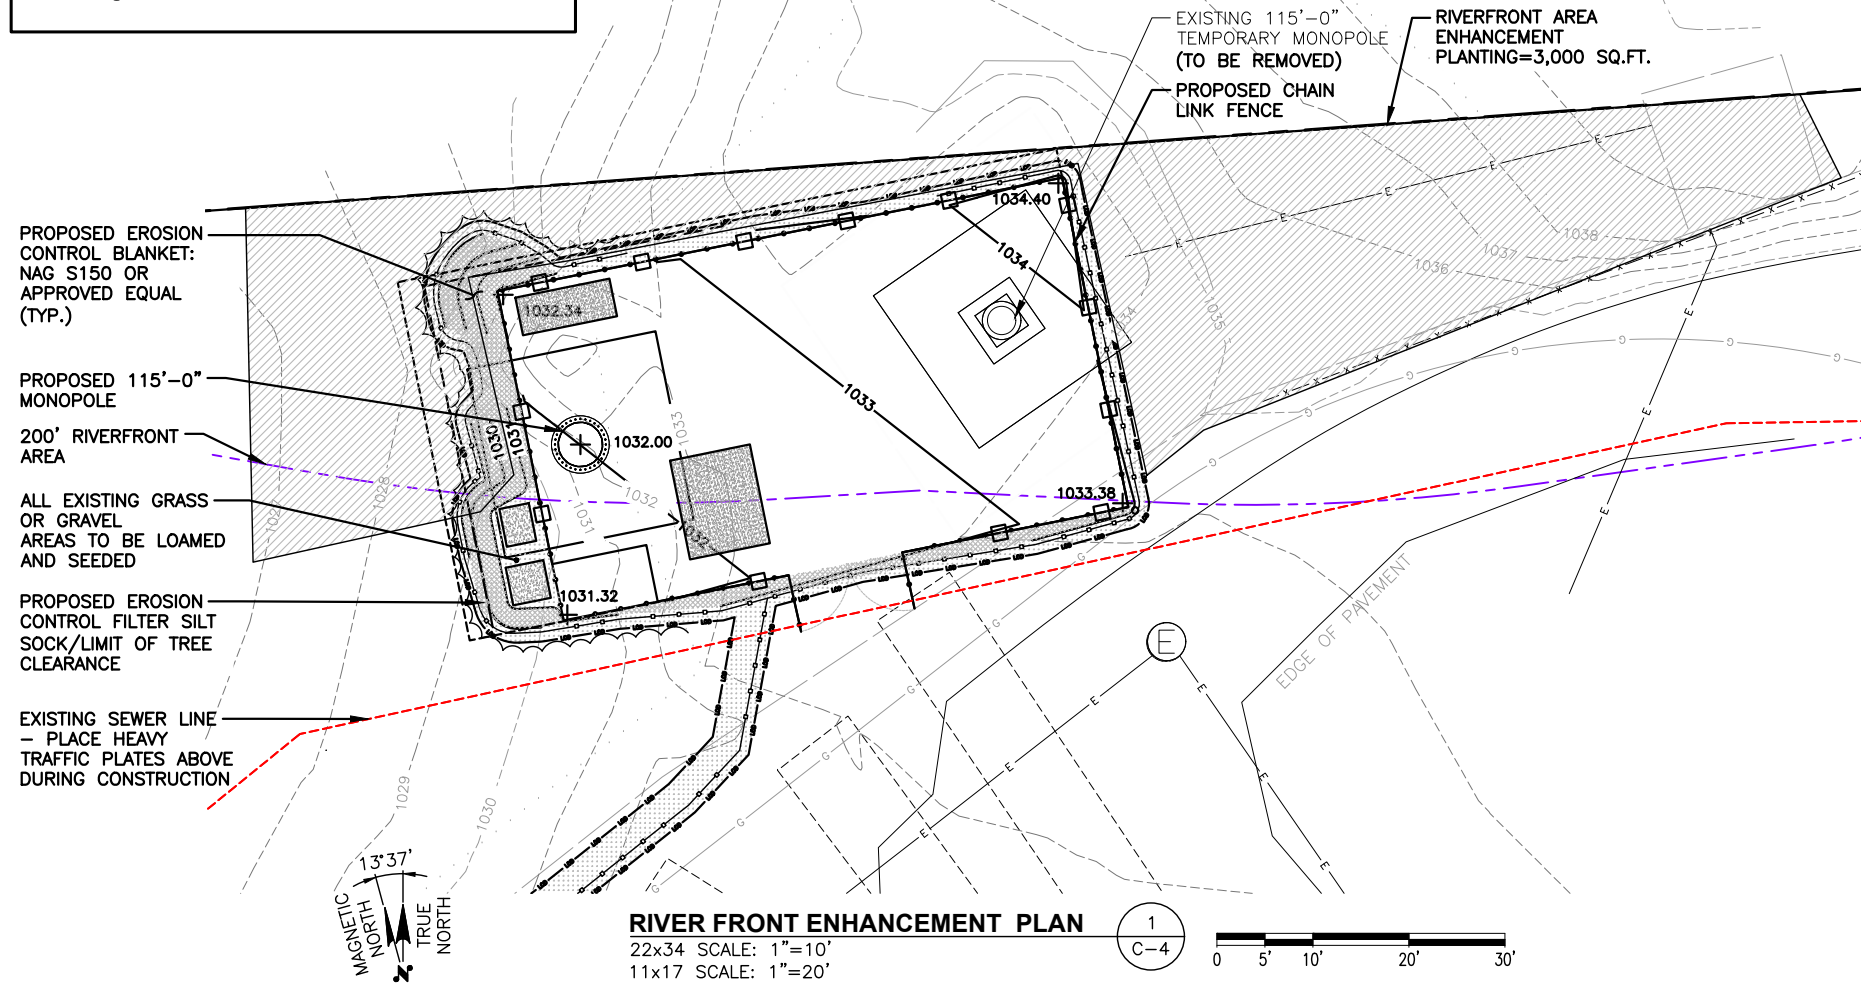 EXISTING 115'-0"
TEMPORARY MONOPOLE
(TO BE REMOVED)
RIVERFRONT AREA
ENHANCEMENT
PLANTING=3,000 SQ.FT.
PROPOSED CHAIN
LINK FENCE
PROPOSED EROSION
CONTROL BLANKET:
NAG S150 OR
APPROVED EQUAL
(TYP.)
PROPOSED 115'-0"
MONOPOLE
200' RIVERFRONT
AREA
ALL EXISTING GRASS
OR GRAVEL
AREAS TO BE LOAMED
AND SEEDED
PROPOSED EROSION
CONTROL FILTER SILT
SOCK/LIMIT OF TREE
CLEARANCE
EXISTING SEWER LINE
– PLACE HEAVY
TRAFFIC PLATES ABOVE
DURING CONSTRUCTION
1034.40
1034
1032.34
1033
1032.00
1033.38
1031.32
1030
1031
1032
1033
1032
1031
1034
1035
1036
1037
1038
1027
1028
1029
1030
E
EDGE OF PAVEMENT
13°37'
MAGNETIC
NORTH
TRUE
NORTH
N
RIVER FRONT ENHANCEMENT PLAN
22x34 SCALE: 1"=10'
11x17 SCALE: 1"=20'
1
C-4
0 5' 10' 20' 30'